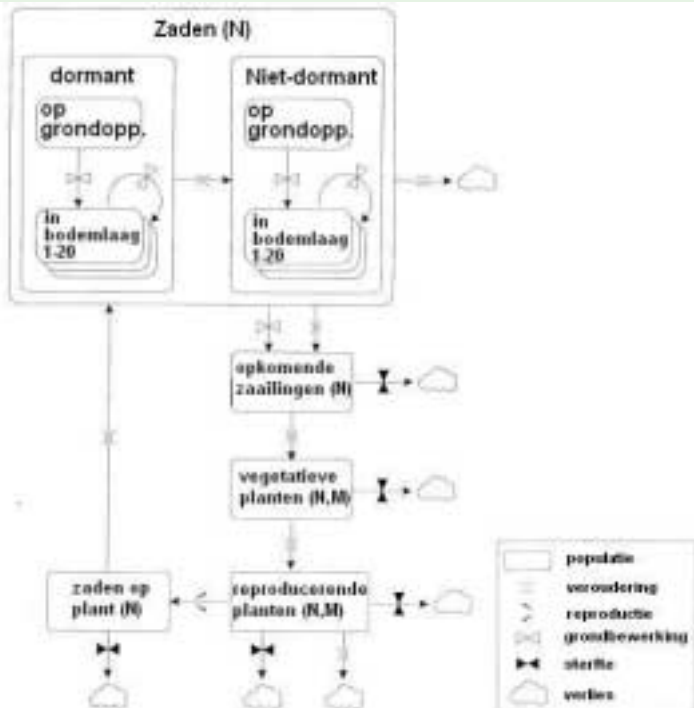 Zaden (N)
dormant
op
grondopp.
in
bodemlaag
1-20
Niet-dormant
op
grondopp.
in
bodemlaag
1-20
opkomende
zaailingen (N)
vegetatieve
planten (N,M)
zaden op
plant (N)
reproducerende
planten (N,M)
populatie
veroudering
reproductie
grondbewerking
sterfte
verlies